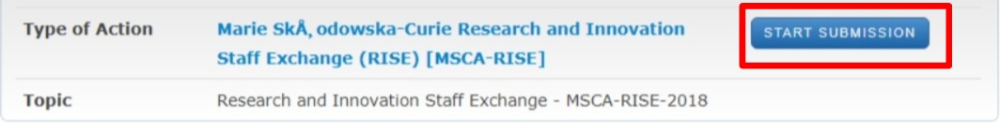 Type of Action Marie SkÅ, odowska-Curie Research and Innovation START SUBMISSION
Staff Exchange (RISE) [MSCA-RISE]
Topic Research and Innovation Staff Exchange - MSCA-RISE-2018